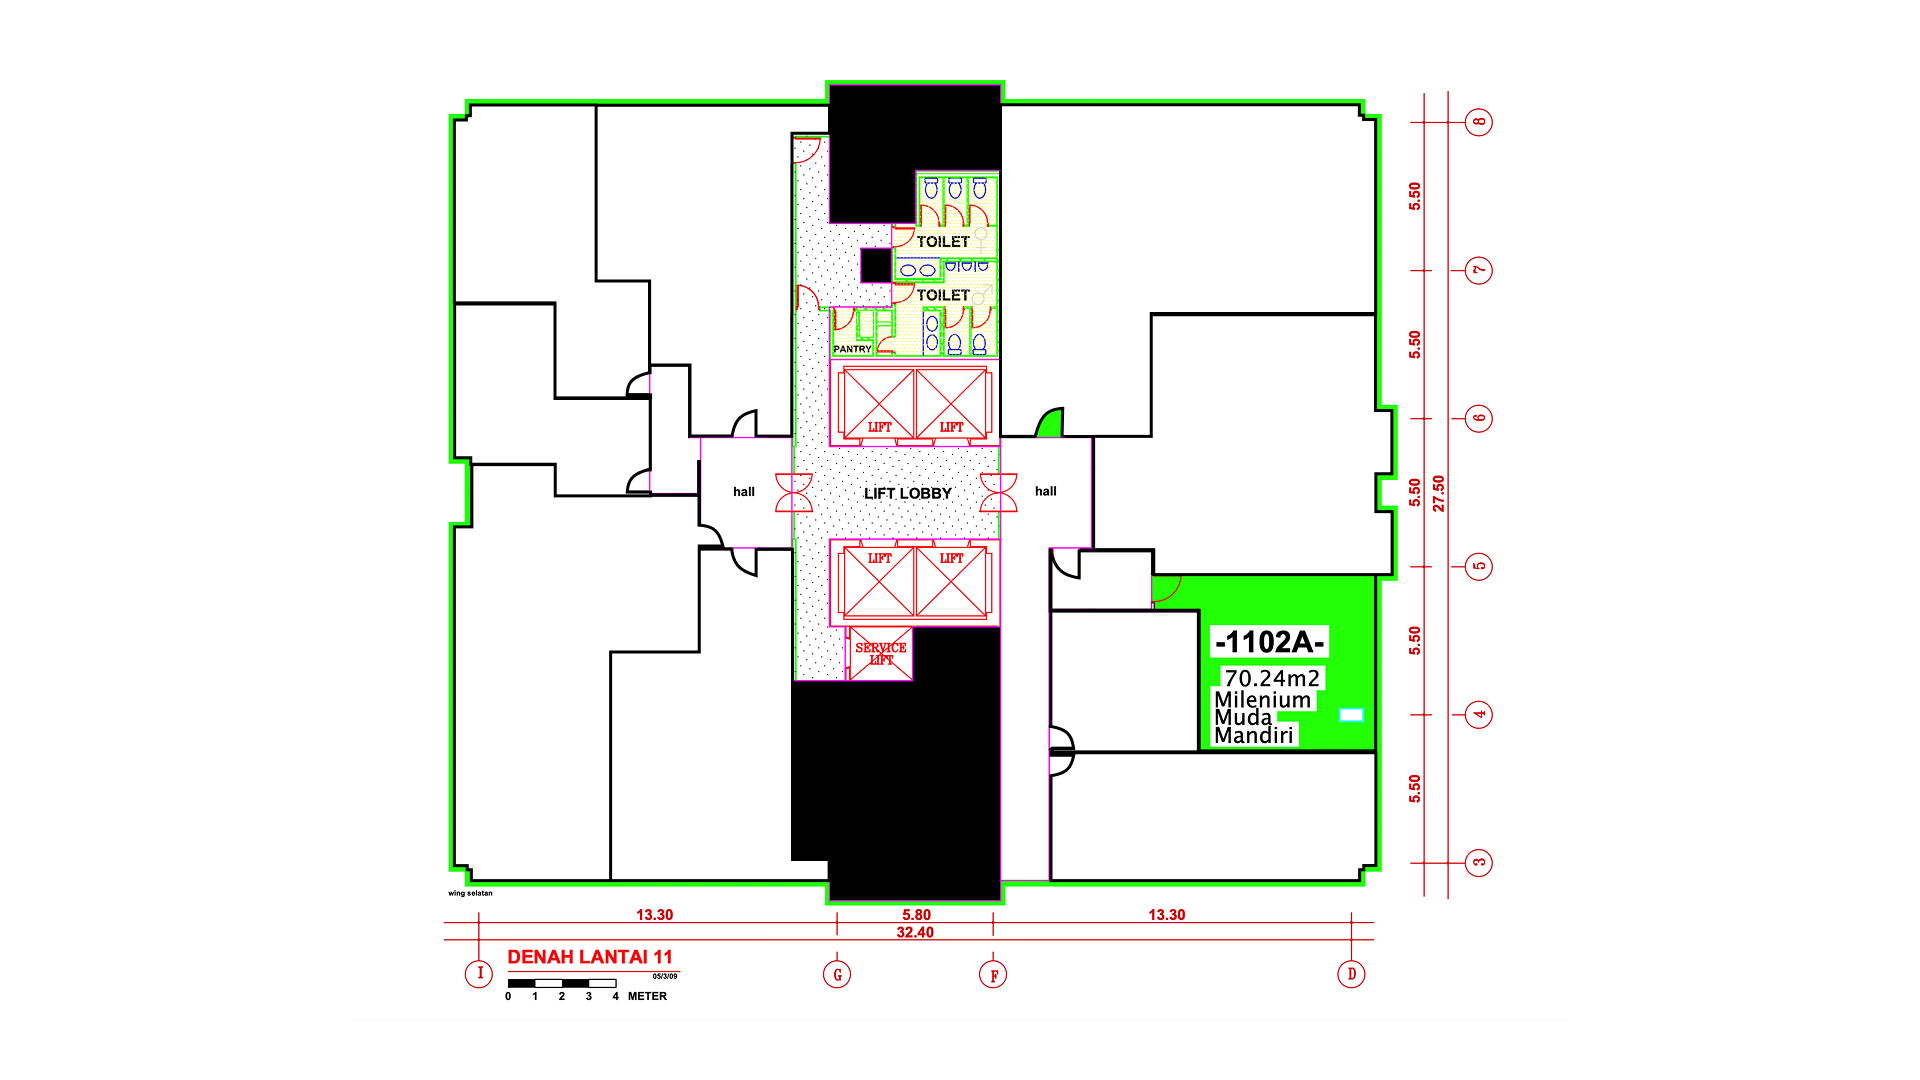 8
5.50
7
TOILET
5.50
TOILET
PANTRY
6
LIFT
LIFT
5.50
27.50
hall
LIFT LOBBY
hall
LIFT
LIFT
5
5.50
SERVICE
LIFT
-1102A-
70.24m2
Milenium
Muda
Mandiri
4
5.50
3
wing selatan
13.30
5.80
13.30
32.40
DENAH LANTAI 11
05/3/09
0 1 2 3 4 METER
I
G
F
D